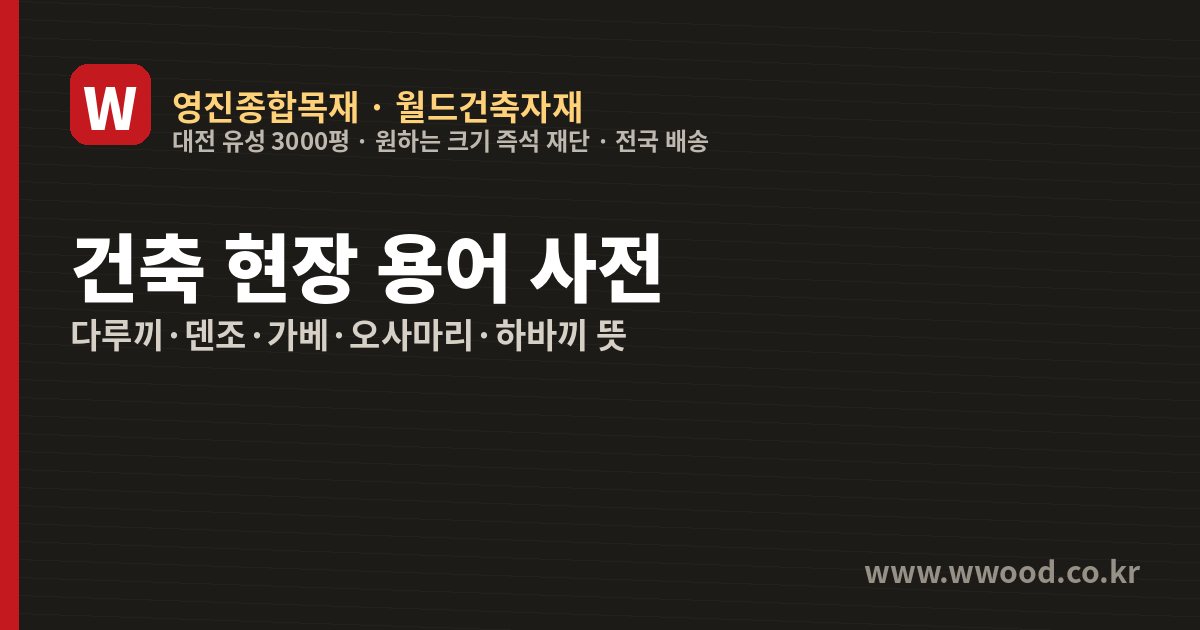 W
영진종합목재 · 월드건축자재
대전 유성 3000평 · 원하는 크기 즉석 재단 · 전국 배송
건축 현장 용어 사전
다루끼·덴조·가베·오사마리·하바끼 뜻
www.wwood.co.kr